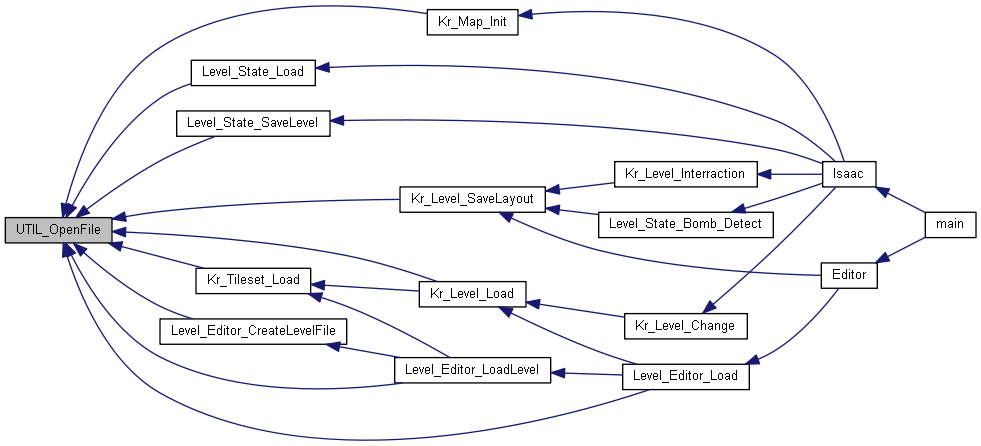 Kr_Map_Init
Level_State_Load
Level_State_SaveLevel
Kr_Level_Interraction
Isaac
Kr_Level_SaveLayout
Level_State_Bomb_Detect
main
UTIL_OpenFile
Kr_Tileset_Load
Editor
Kr_Level_Load
Level_Editor_CreateLevelFile
Kr_Level_Change
Level_Editor_LoadLevel
Level_Editor_Load